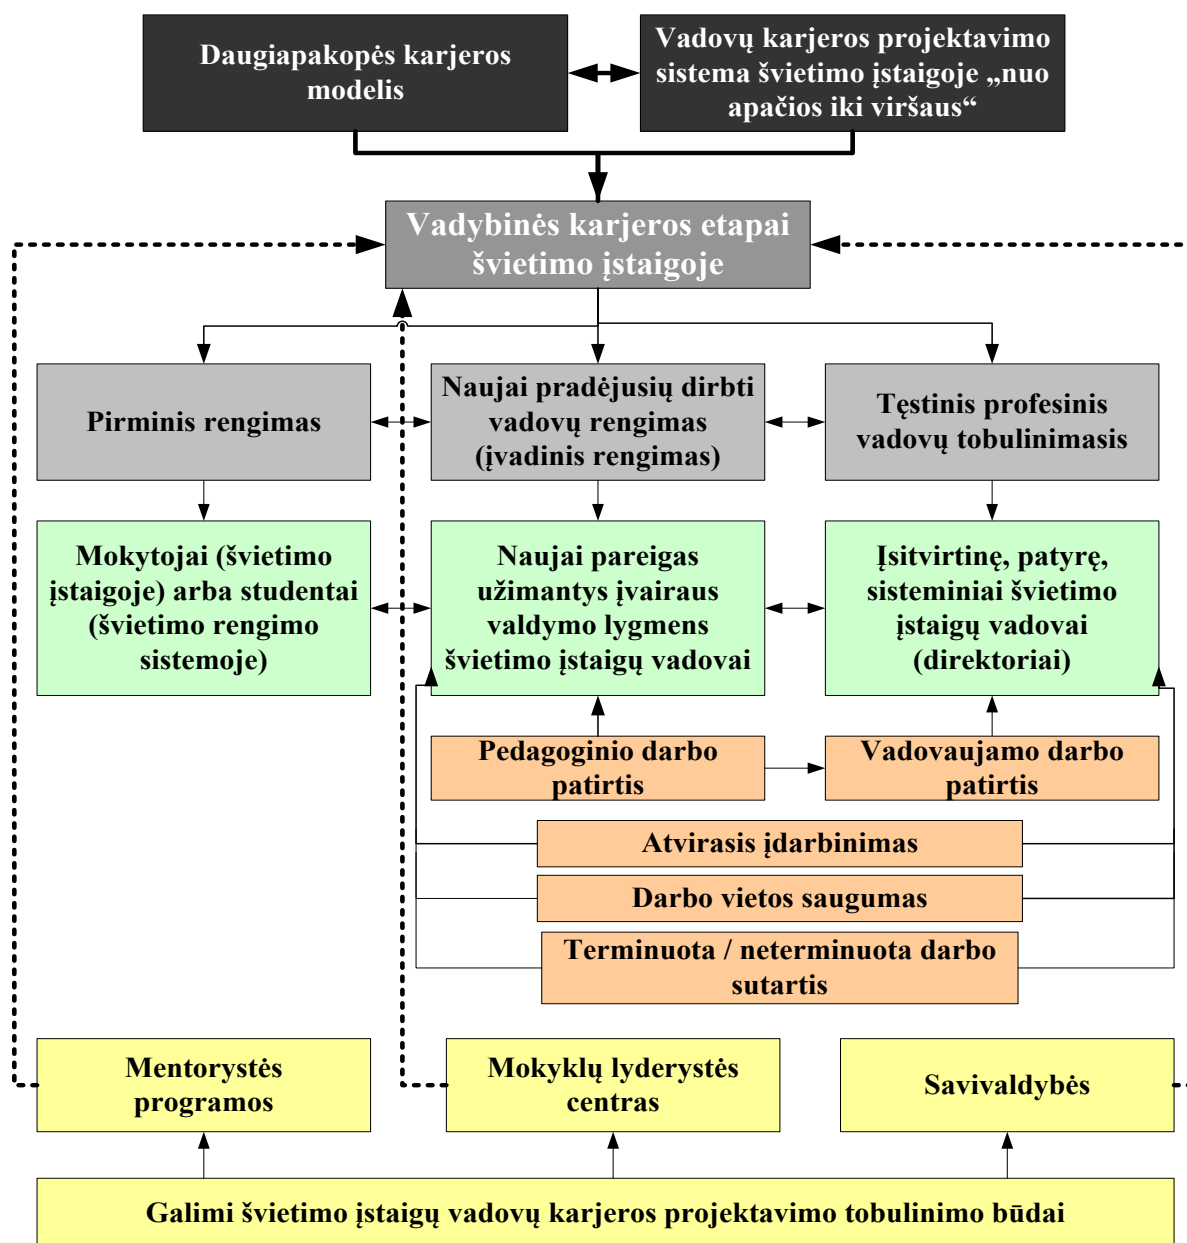 Daugiapakopės karjeros
modelis
Vadovų karjeros projektavimo
sistema švietimo įstaigoje „nuo
apačios iki viršaus“
Vadybinės karjeros etapai
švietimo įstaigoje
Pirminis rengimas
Naujai pradėjusių dirbti
vadovų rengimas
(įvadinis rengimas)
Tęstinis profesinis
vadovų tobulinimasis
Mokytojai (švietimo
įstaigoje) arba studentai
(švietimo rengimo
sistemoje)
Naujai pareigas
užimantys įvairaus
valdymo lygmens
švietimo įstaigų vadovai
Įsitvirtinę, patyrę,
sisteminiai švietimo
įstaigų vadovai
(direktoriai)
Pedagoginio darbo
patirtis
Vadovaujamo darbo
patirtis
Atvirasis įdarbinimas
Darbo vietos saugumas
Terminuota / neterminuota darbo
sutartis
Mentorystės
programos
Mokyklų lyderystės
centras
Savivaldybės
Galimi švietimo įstaigų vadovų karjeros projektavimo tobulinimo būdai